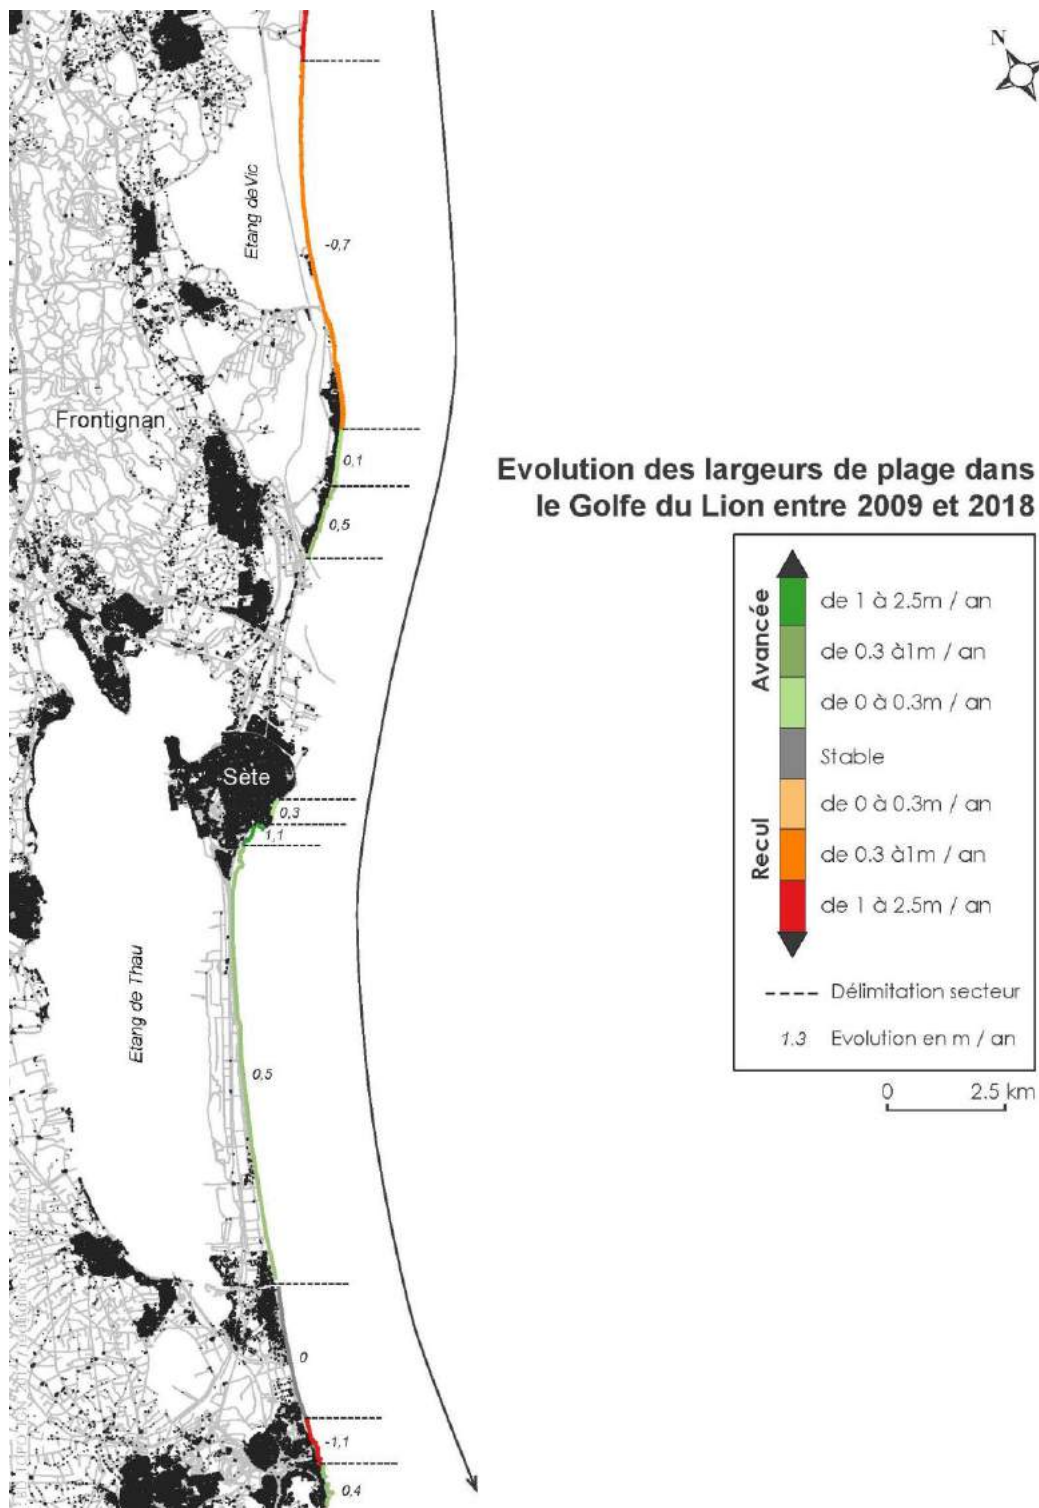 N
Etang de Vic
-0,7
Frontignan
0,1
0,5
Evolution des largeurs de plage dans
le Golfe du Lion entre 2009 et 2018
Avancée
de 1 à 2.5m / an
de 0.3 à1m / an
de 0 à 0.3m / an
Stable
Recul
de 0 à 0.3m / an
de 0.3 à1m / an
de 1 à 2.5m / an
Délimitation secteur
1.3 Evolution en m / an
0 2.5 km
Sète
0,3
1,1
Etang de Thau
0,5
0
-1,1
0,4